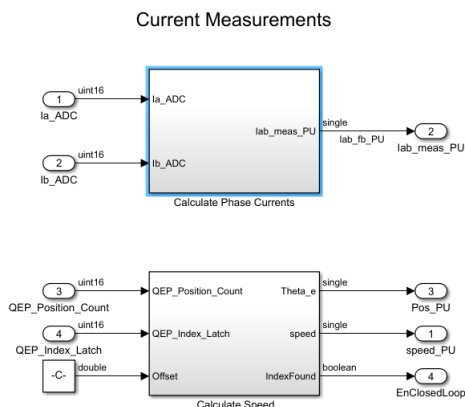 Current Measurements
uint16
1
Ia_ADC
Ia_ADC
Iab_meas_PU
single
Iab_fb_PU
2
Iab_meas_PU
uint16
2
Ib_ADC
Ib_ADC
Calculate Phase Currents
uint16
3
QEP_Position_Count
QEP_Position_Count
Theta_e
single
3
Pos_PU
uint16
4
QEP_Index_Latch
QEP_Index_Latch
speed
single
1
speed_PU
double
-C-
Offset
IndexFound
boolean
4
EnClosedLoop
Calculate Speed